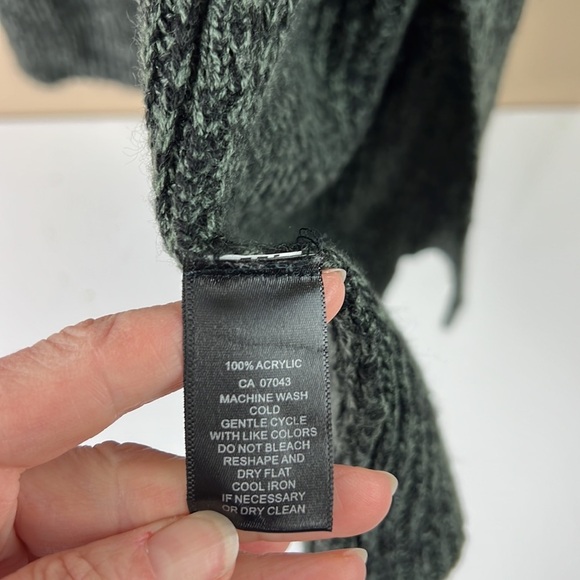 100% ACRYLIC
CA 07043
MACHINE WASH
COLD
GENTLE CYCLE
WITH LIKE COLORS
DO NOT BLEACH
RESHAPE AND
DRY FLAT
COOL IRON
IF NECESSARY
OR DRY CLEAN